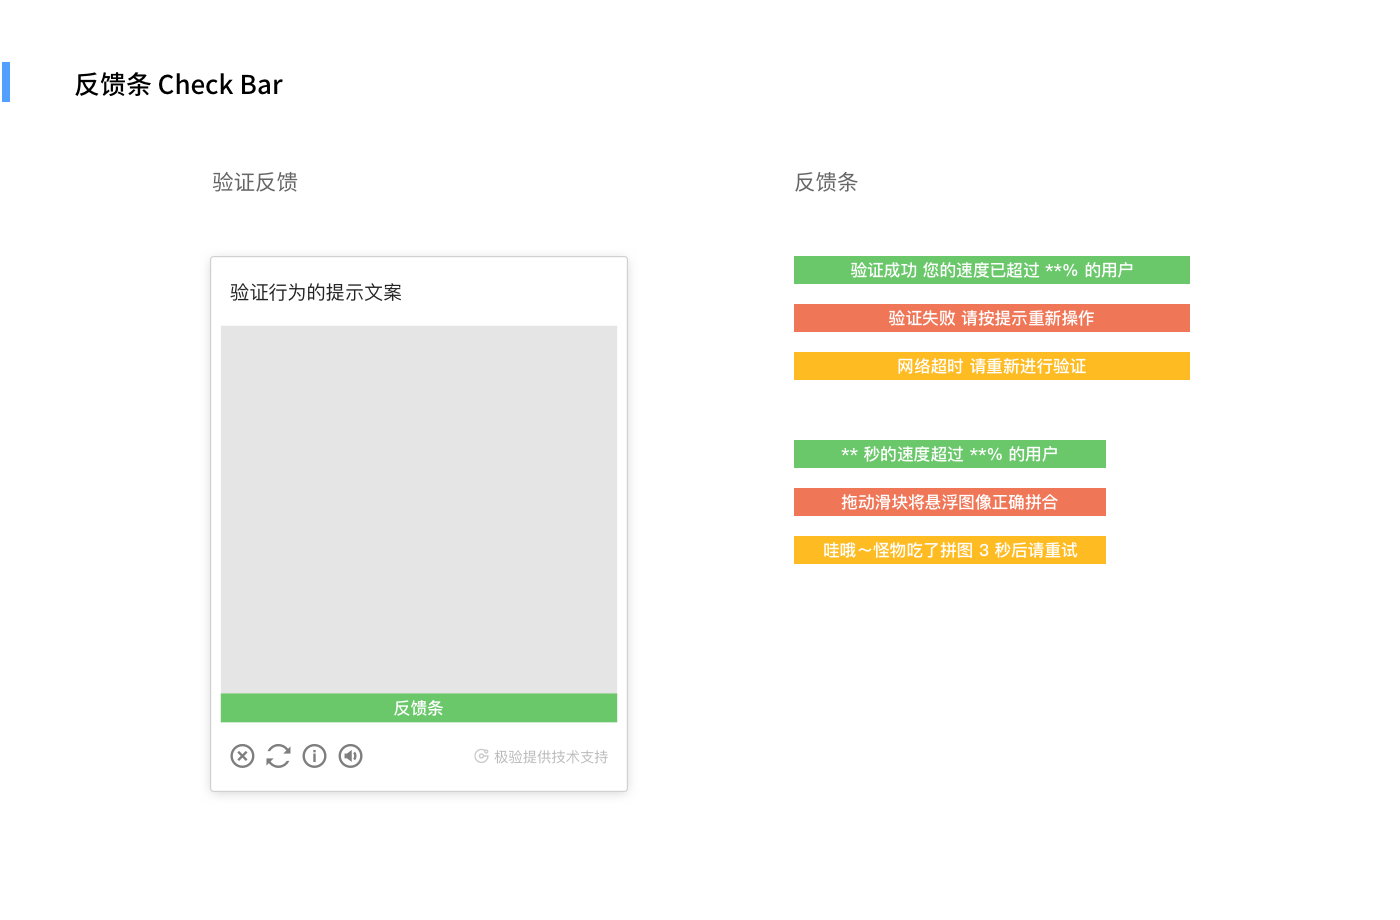 反馈条 Check Bar
验证反馈
验证行为的提示文案
反馈条
极验提供技术支持
反馈条
验证成功 您的速度已超过 **% 的用户
验证失败 请按提示重新操作
网络超时 请重新进行验证
** 秒的速度超过 **% 的用户
拖动滑块将悬浮图像正确拼合
哇哦～怪物吃了拼图 3 秒后请重试